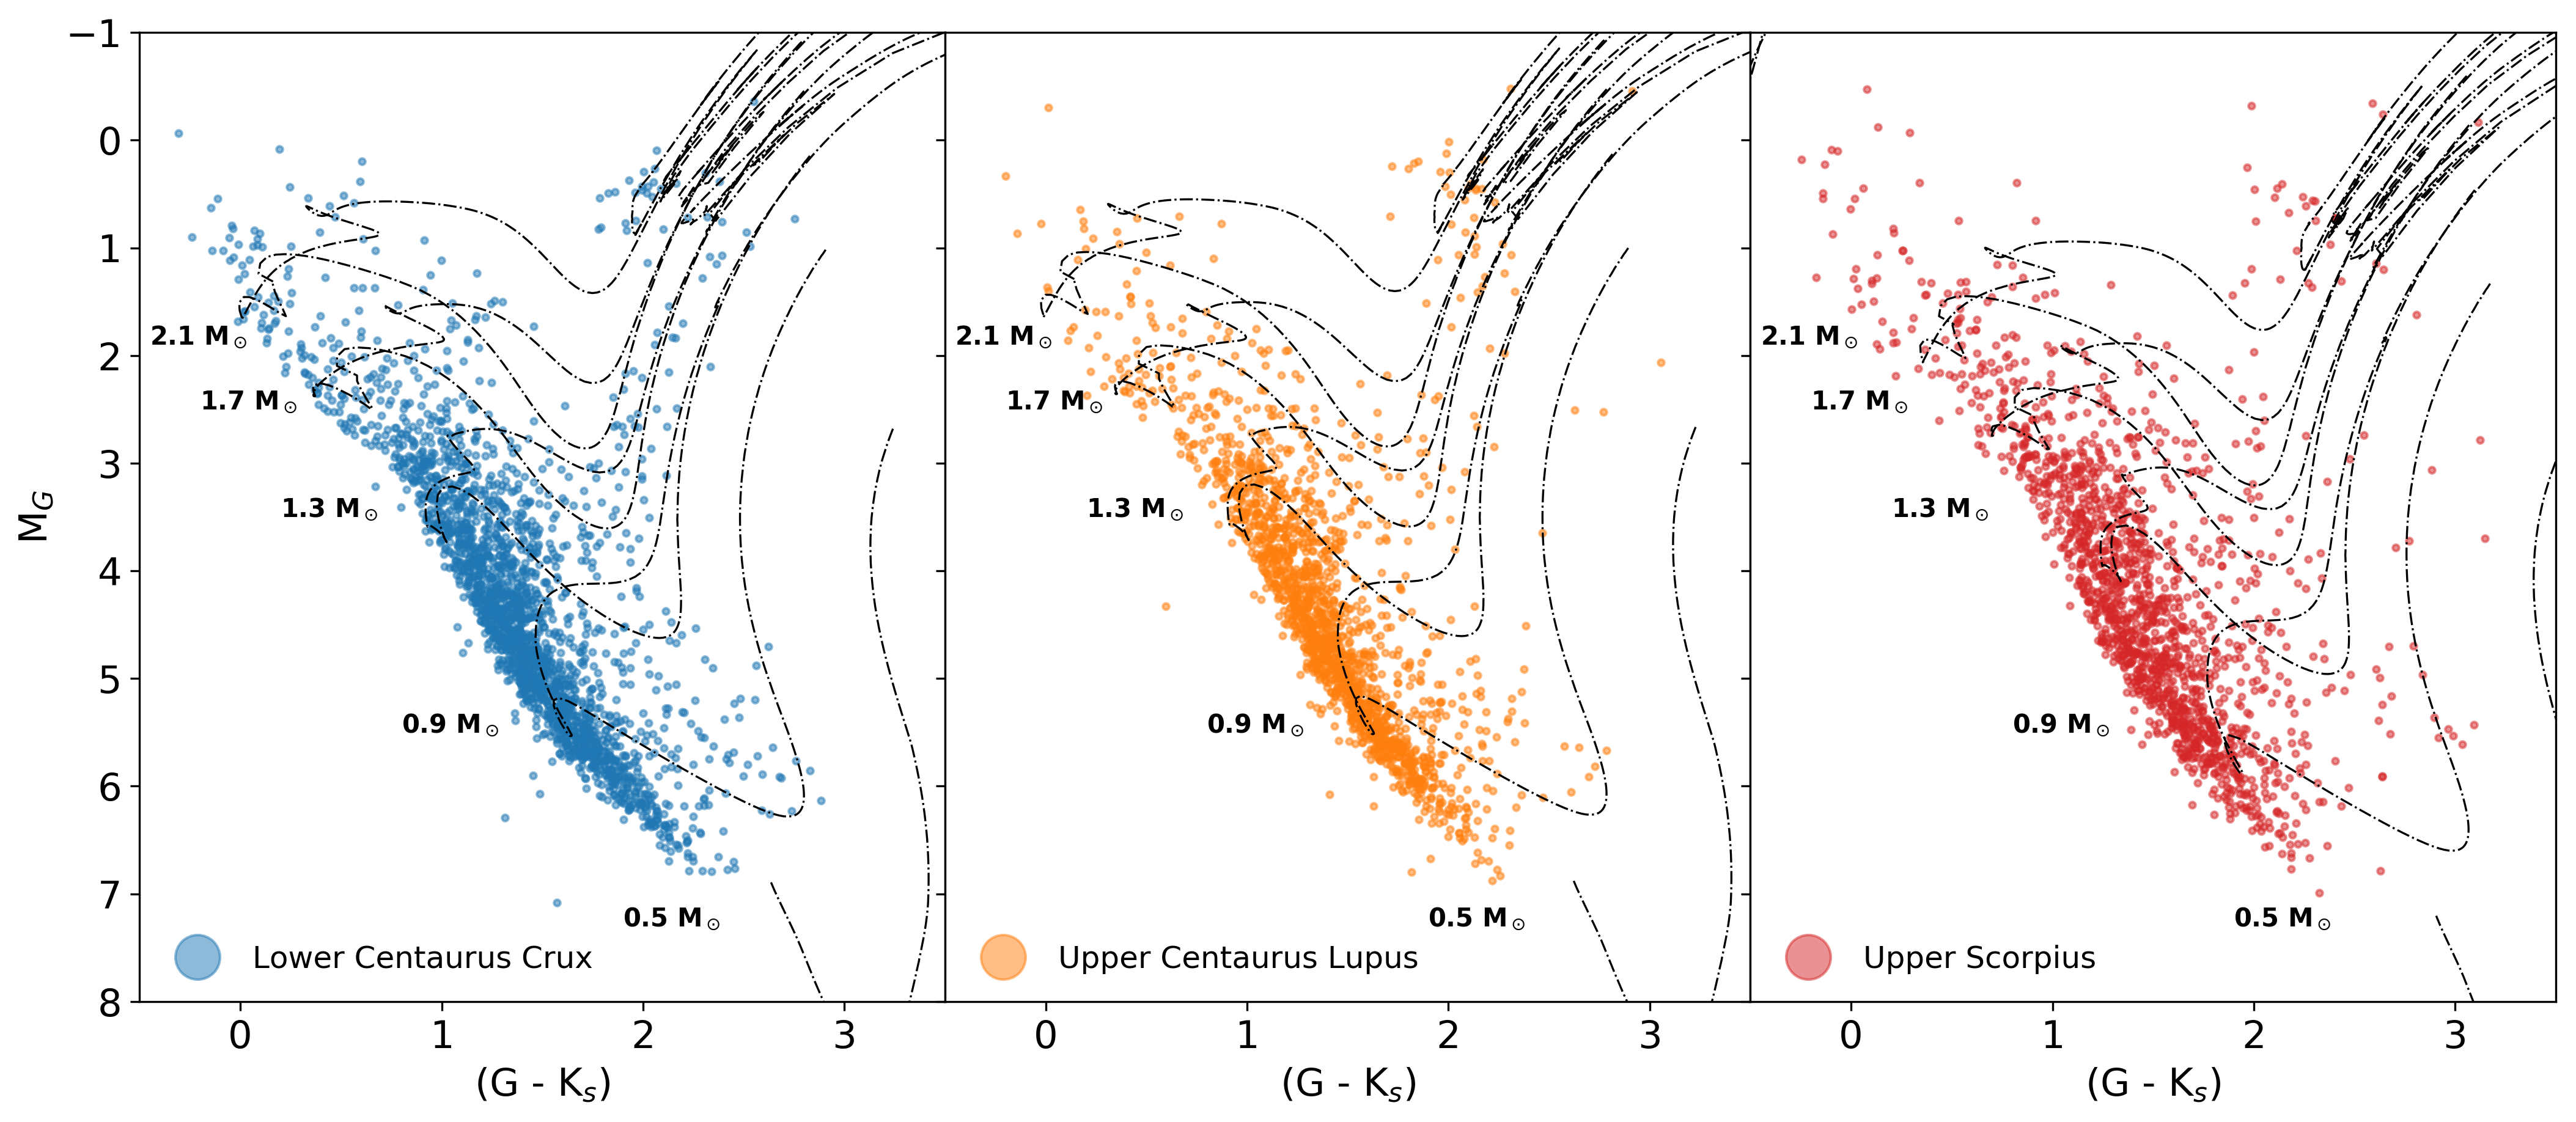 −1
0
1
2
3
4
5
6
7
8
M_G
2.1 M⊙
1.7 M⊙
1.3 M⊙
0.9 M⊙
0.5 M⊙
Lower Centaurus Crux
0 1 2 3
(G - K_s)
2.1 M⊙
1.7 M⊙
1.3 M⊙
0.9 M⊙
0.5 M⊙
Upper Centaurus Lupus
0 1 2 3
(G - K_s)
2.1 M⊙
1.7 M⊙
1.3 M⊙
0.9 M⊙
0.5 M⊙
Upper Scorpius
0 1 2 3
(G - K_s)